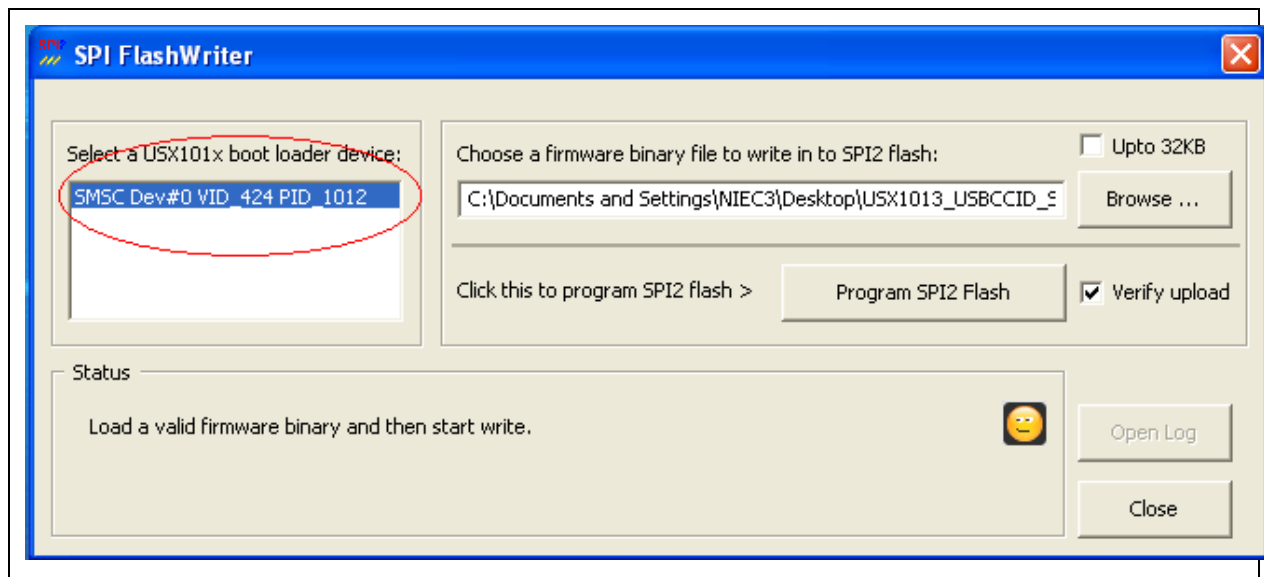 SPI FlashWriter
Select a USX101x boot loader device:
SMSC Dev#0 VID_424 PID_1012
Choose a firmware binary file to write in to SPI2 flash:
Upto 32KB
C:\Documents and Settings\NIEC3\Desktop\USX1013_USBCCID_S
Browse ...
Click this to program SPI2 flash >
Program SPI2 Flash
Verify upload
Status
Load a valid firmware binary and then start write.
Open Log
Close